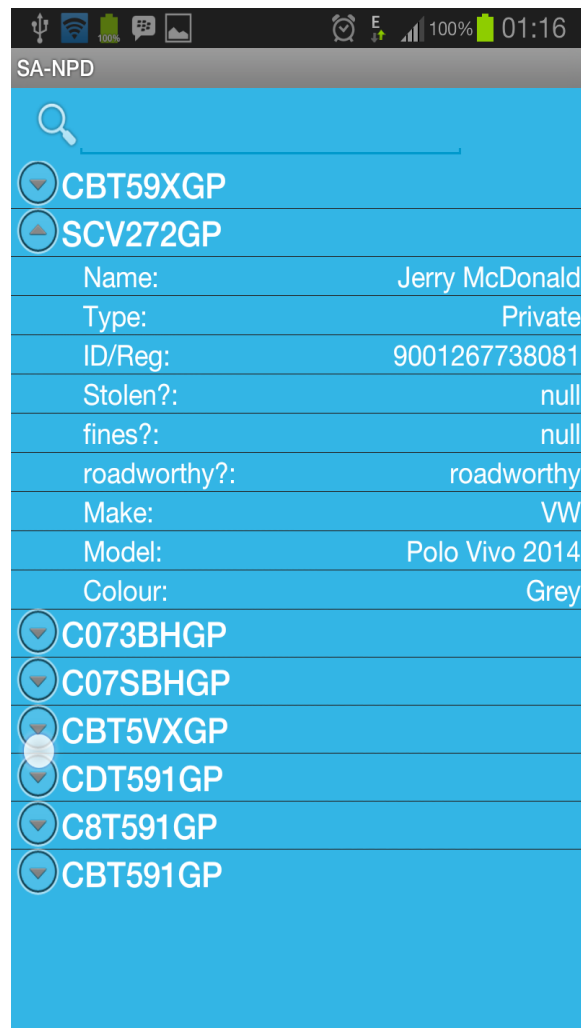 100% E 100% 01:16
SA-NPD
CBT59XGP
SCV272GP
Name: Jerry McDonald
Type: Private
ID/Reg: 9001267738081
Stolen?: null
fines?: null
roadworthy?: roadworthy
Make: VW
Model: Polo Vivo 2014
Colour: Grey
C073BHGP
C07SBHGP
CBT5VXGP
CDT591GP
C8T591GP
CBT591GP